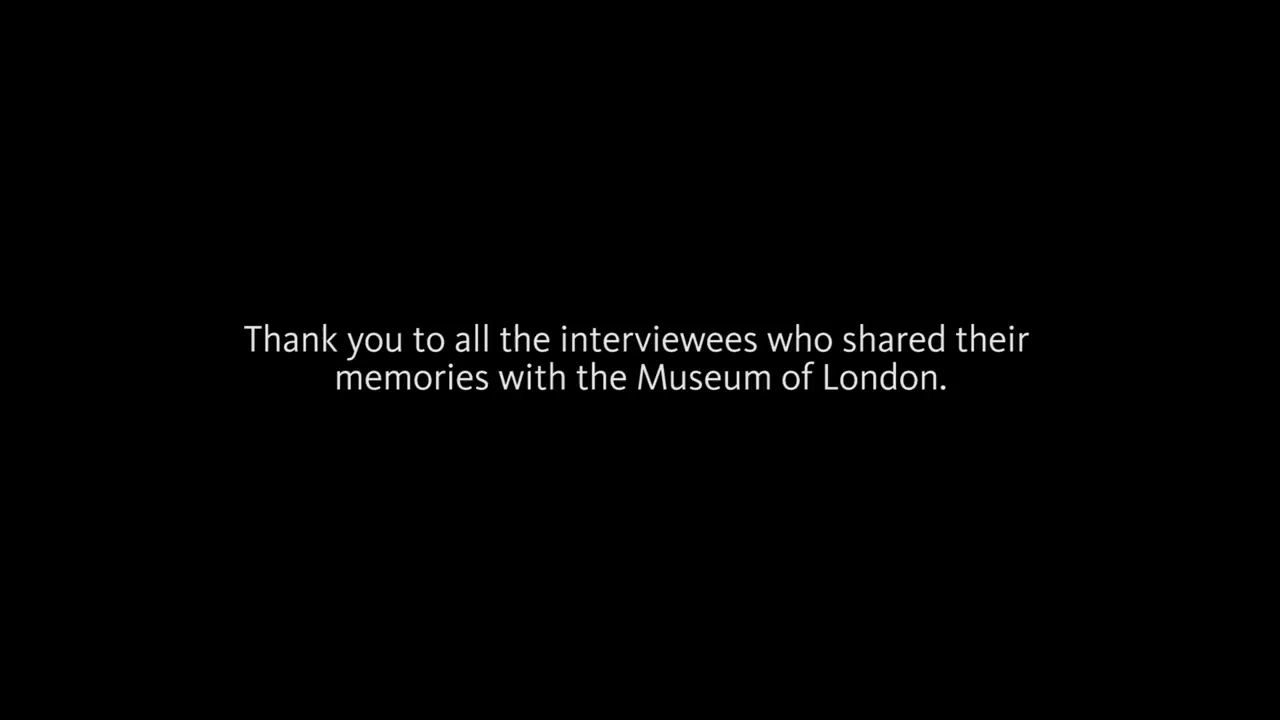 Thank you to all the interviewees who shared their
memories with the Museum of London.